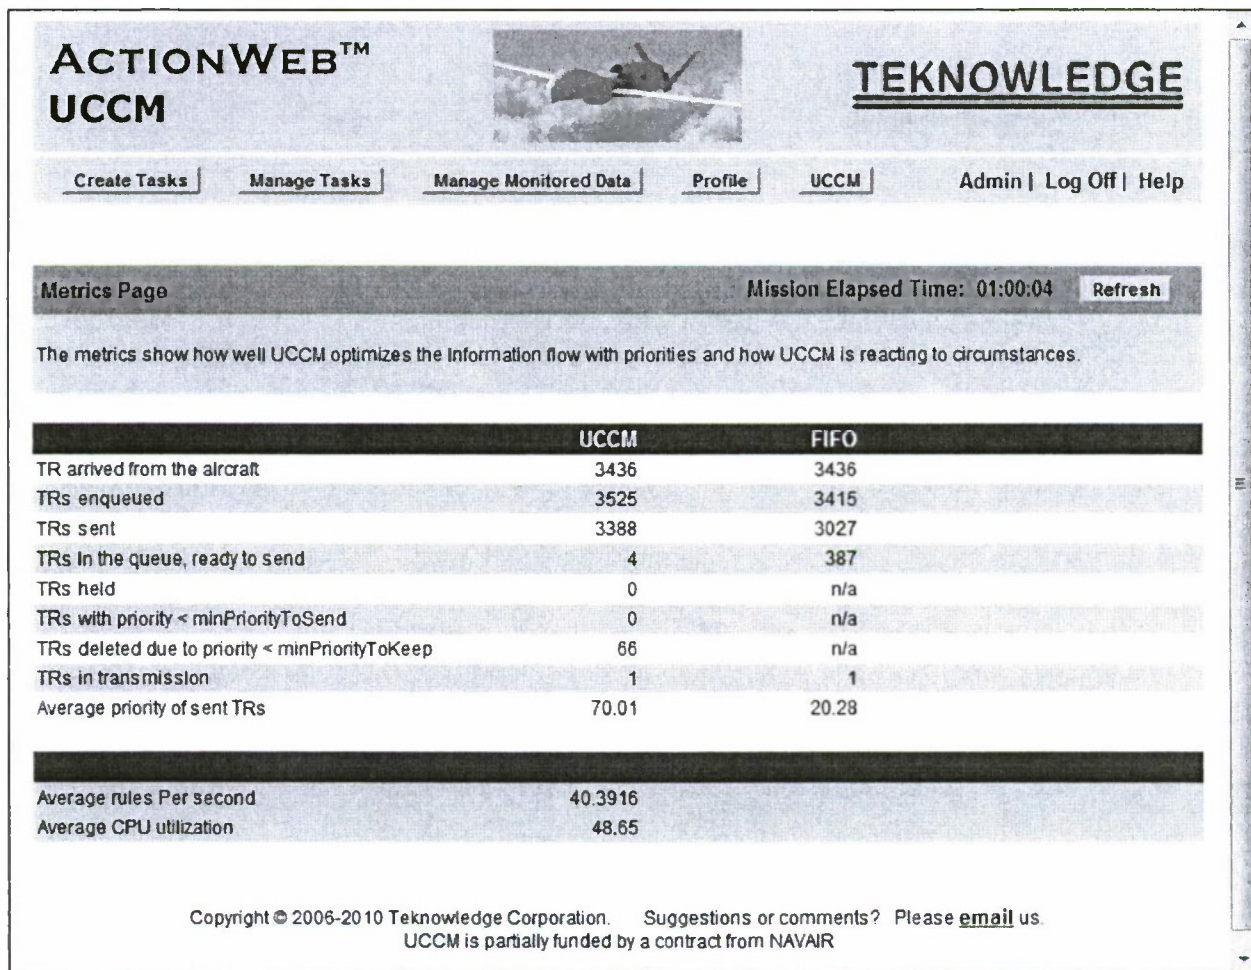 ACTIONWEB™
UCCM
TEKNOWLEDGE
Create Tasks Manage Tasks Manage Monitored Data Profile UCCM Admin | Log Off | Help
Metrics Page Mission Elapsed Time: 01:00:04 Refresh
The metrics show how well UCCM optimizes the information flow with priorities and how UCCM is reacting to circumstances.
UCCM FIFO
TR arrived from the aircraft 3436 3436
TRs enqueued 3525 3415
TRs sent 3388 3027
TRs in the queue, ready to send 4 387
TRs held 0 n/a
TRs with priority < minPriorityToSend 0 n/a
TRs deleted due to priority < minPriorityToKeep 66 n/a
TRs in transmission 1 1
Average priority of sent TRs 70.01 20.28
Average rules Per second 40.3916
Average CPU utilization 48.65
Copyright © 2006-2010 Teknowledge Corporation. Suggestions or comments? Please email us.
UCCM is partially funded by a contract from NAVAIR